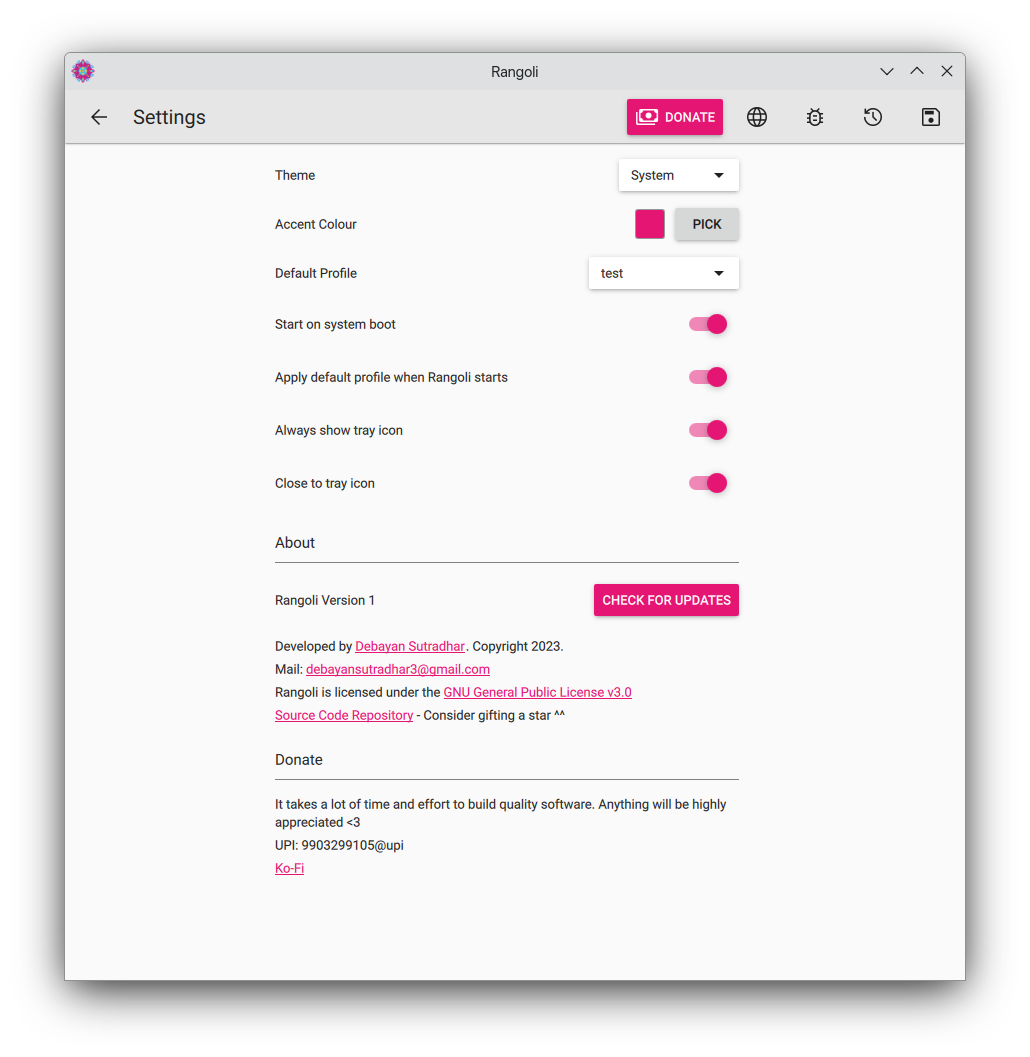 Rangoli
Settings
DONATE
Theme
System
Accent Colour
PICK
Default Profile
test
Start on system boot
Apply default profile when Rangoli starts
Always show tray icon
Close to tray icon
About
Rangoli Version 1
CHECK FOR UPDATES
Developed by Debayan Sutradhar. Copyright 2023.
Mail: debayansutradhar3@gmail.com
Rangoli is licensed under the GNU General Public License v3.0
Source Code Repository - Consider gifting a star ^^
Donate
It takes a lot of time and effort to build quality software. Anything will be highly
appreciated <3
UPI: 9903299105@upi
Ko-Fi